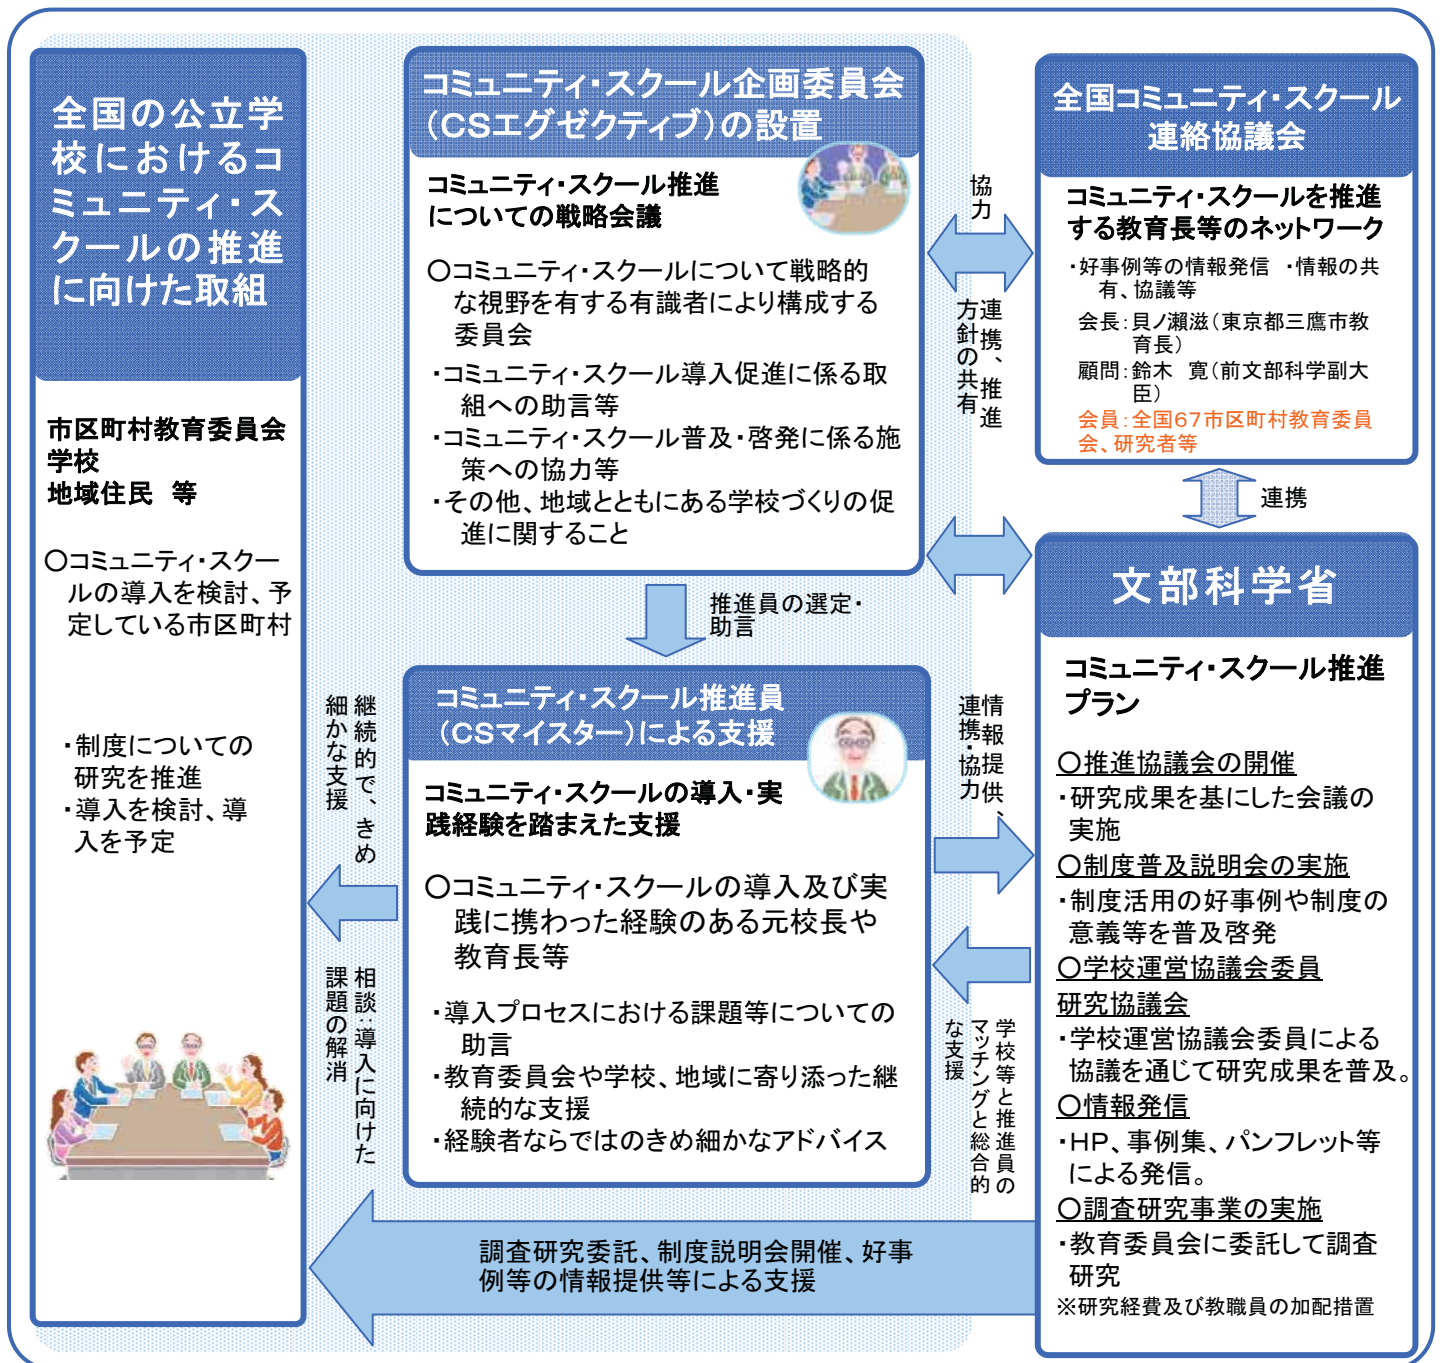 全国の公立学
校におけるコ
ミュニティ・ス
クールの推進
に向けた取組
市区町村教育委員会
学校
地域住民　等
○コミュニティ・スクー
ルの導入を検討、予
定している市区町村
・制度についての
研究を推進
・導入を検討、導
入を予定
コミュニティ・スクール企画委員会
（CSエグゼクティブ）の設置
コミュニティ・スクール推進
についての戦略会議
○コミュニティ・スクールについて戦略的
な視野を有する有識者により構成する
委員会
・コミュニティ・スクール導入促進に係る取
組への助言等
・コミュニティ・スクール普及・啓発に係る施
策への協力等
・その他、地域とともにある学校づくりの促
進に関すること
推進員の選定・
助言
コミュニティ・スクール推進員
（CSマイスター）による支援
コミュニティ・スクールの導入・実
践経験を踏まえた支援
○コミュニティ・スクールの導入及び実
践に携わった経験のある元校長や
教育長等
・導入プロセスにおける課題等についての
助言
・教育委員会や学校、地域に寄り添った継
続的な支援
・経験者ならではのきめ細かなアドバイス
継続的で、きめ
細かな支援
相談：導入に向けた
課題の解消
協力
連携、推進
方針の共有
情報提供、
連携・協力
学校等と推進員の
マッチングと総合的
な支援
調査研究委託、制度説明会開催、好事
例等の情報提供等による支援
全国コミュニティ・スクール
連絡協議会
コミュニティ・スクールを推進
する教育長等のネットワーク
・好事例等の情報発信　・情報の共
有、協議等
会長：貝ノ瀨滋（東京都三鷹市教
育長）
顧問：鈴木　寛（前文部科学副大
臣）
会員：全国67市区町村教育委員
会、研究者等
連携
文部科学省
コミュニティ・スクール推進
プラン
○推進協議会の開催
・研究成果を基にした会議の
実施
○制度普及説明会の実施
・制度活用の好事例や制度の
意義等を普及啓発
○学校運営協議会委員
研究協議会
・学校運営協議会委員による
協議を通じて研究成果を普及。
○情報発信
・HP、事例集、パンフレット等
による発信。
○調査研究事業の実施
・教育委員会に委託して調査
研究
※研究経費及び教職員の加配措置